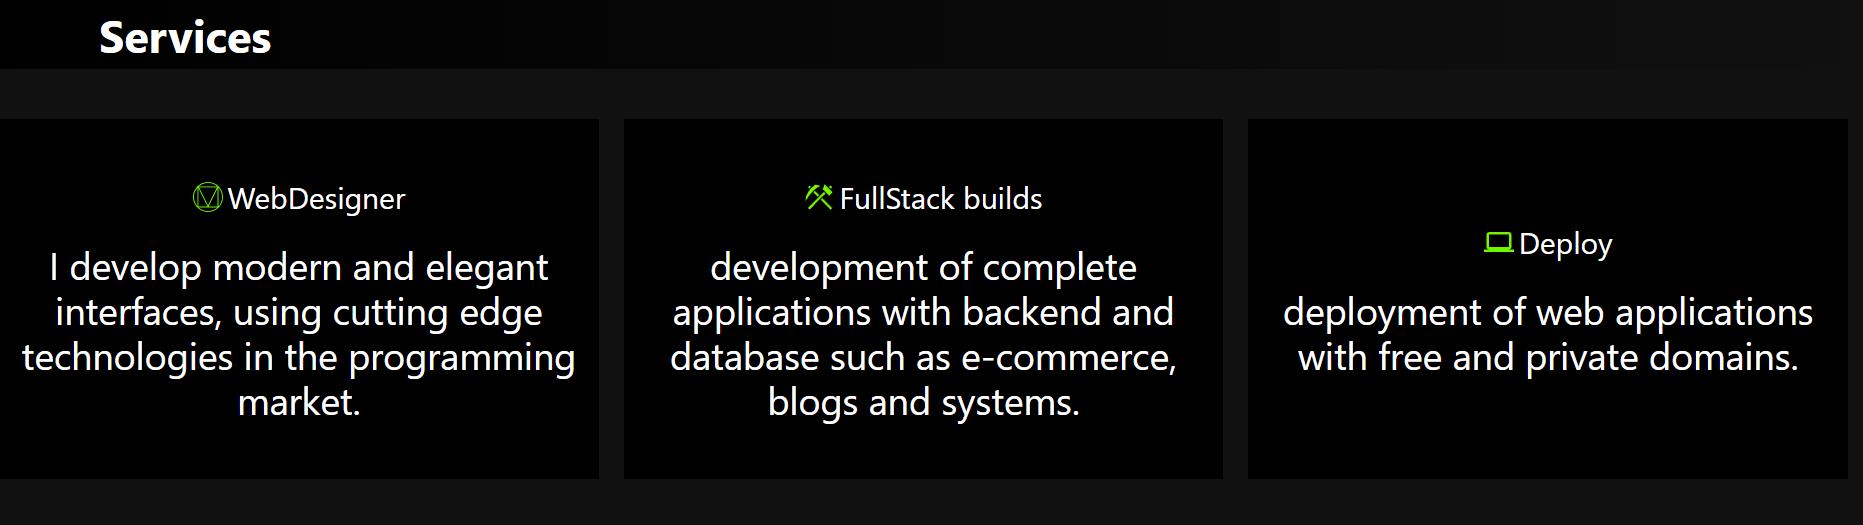 Services
WebDesigner
I develop modern and elegant
interfaces, using cutting edge
technologies in the programming
market.
FullStack builds
development of complete
applications with backend and
database such as e-commerce,
blogs and systems.
Deploy
deployment of web applications
with free and private domains.